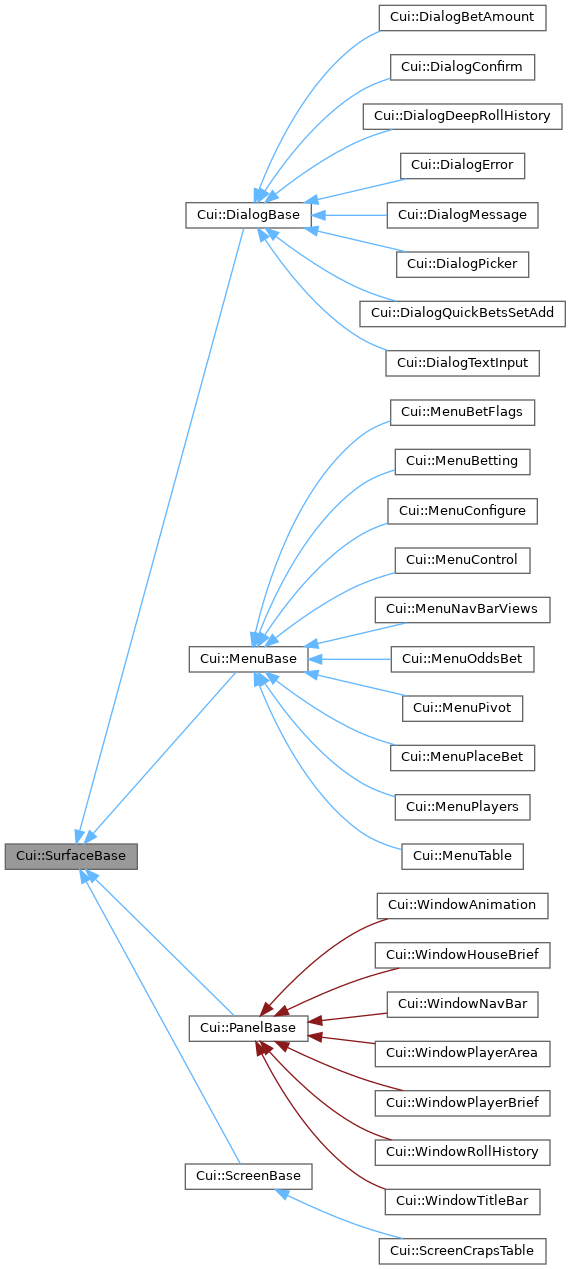 Cui::DialogBetAmount
Cui::DialogConfirm
Cui::DialogDeepRollHistory
Cui::DialogError
Cui::DialogBase
Cui::DialogMessage
Cui::DialogPicker
Cui::DialogQuickBetsSetAdd
Cui::DialogTextInput
Cui::MenuBetFlags
Cui::MenuBetting
Cui::MenuConfigure
Cui::MenuControl
Cui::MenuNavBarViews
Cui::MenuBase
Cui::MenuOddsBet
Cui::MenuPivot
Cui::MenuPlaceBet
Cui::MenuPlayers
Cui::SurfaceBase
Cui::MenuTable
Cui::WindowAnimation
Cui::WindowHouseBrief
Cui::WindowNavBar
Cui::PanelBase
Cui::WindowPlayerArea
Cui::WindowPlayerBrief
Cui::WindowRollHistory
Cui::ScreenBase
Cui::WindowTitleBar
Cui::ScreenCrapsTable